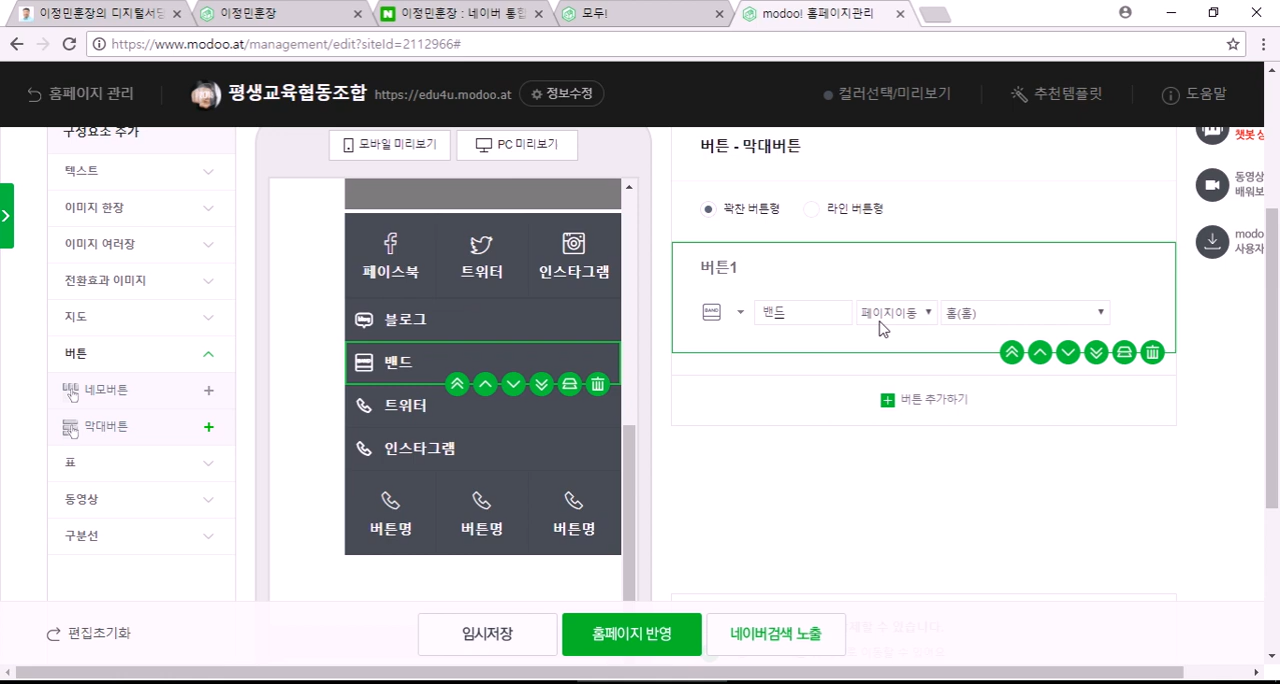 이정민훈장의 디지털서당
이정민훈장
이정민훈장 : 네이버 통합
모두!
modoo! 홈페이지관리
https://www.modoo.at/management/edit?siteId=2112966#
홈페이지 관리
평생교육협동조합
https://edu4u.modoo.at
정보수정
컬러선택/미리보기
추천템플릿
도움말
구성요소 추가
텍스트
이미지 한장
이미지 여러장
전환효과 이미지
지도
버튼
네모버튼
막대버튼
표
동영상
구분선
모바일 미리보기
PC 미리보기
페이스북
트위터
인스타그램
블로그
밴드
트위터
인스타그램
버튼명
버튼명
버튼명
버튼 - 막대버튼
꽉찬 버튼형
라인 버튼형
버튼1
BAND
밴드
페이지이동
홈(홈)
버튼 추가하기
챗봇 상
동영상
배워보
modo
사용자
편집초기화
임시저장
홈페이지 반영
네이버검색 노출